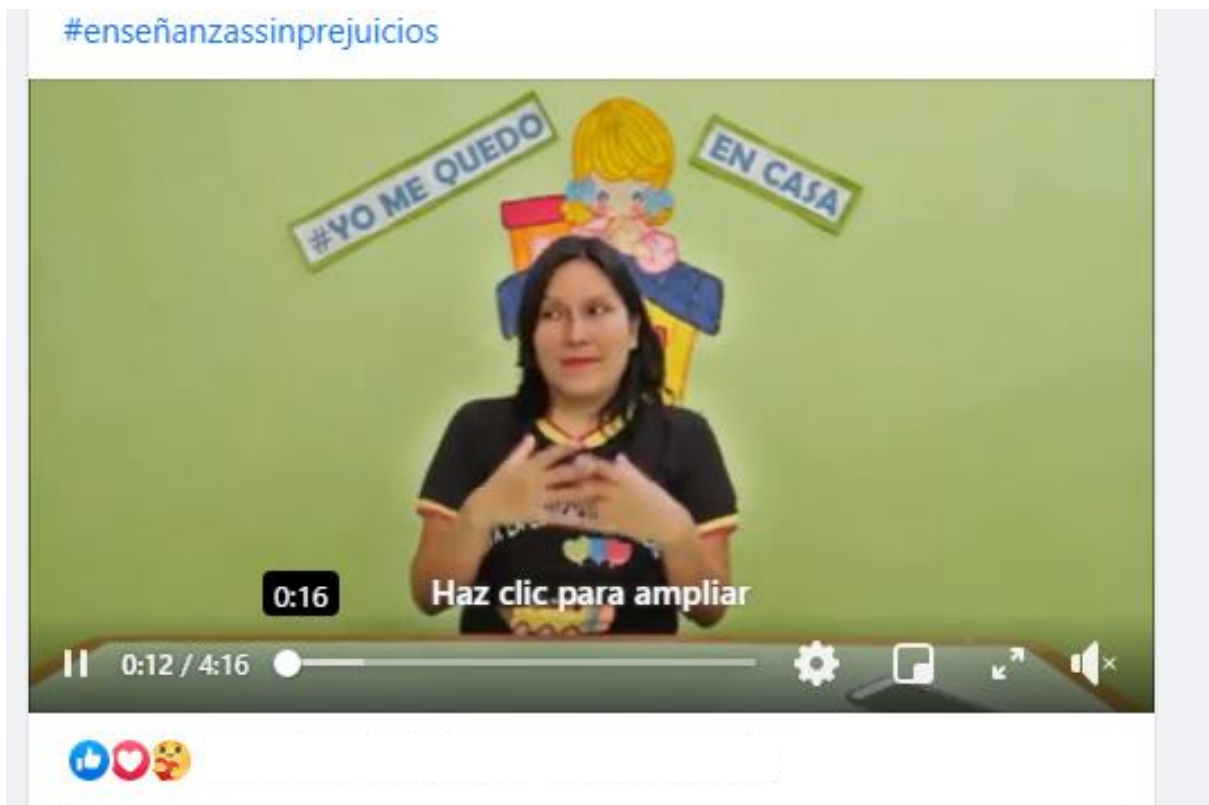 #enseñanzassinprejuicios
#YO ME QUEDO
EN CASA
0:16
Haz clic para ampliar
0:12 / 4:16